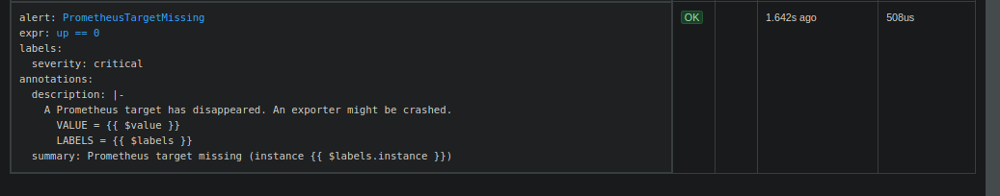 alert: PrometheusTargetMissing
expr: up == 0
labels:
  severity: critical
annotations:
  description: |-
    A Prometheus target has disappeared. An exporter might be crashed.
      VALUE = {{ $value }}
      LABELS = {{ $labels }}
  summary: Prometheus target missing (instance {{ $labels.instance }})
OK
1.642s ago
508us